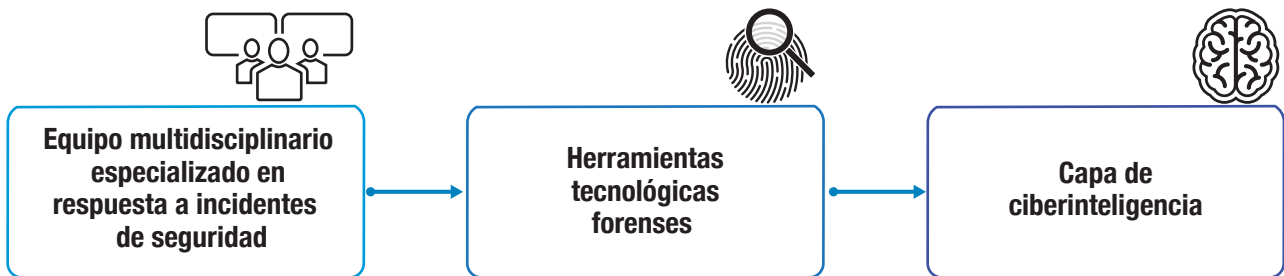 Equipo multidisciplinario
especializado en
respuesta a incidentes
de seguridad
Herramientas
tecnológicas
forenses
Capa de
ciberinteligencia